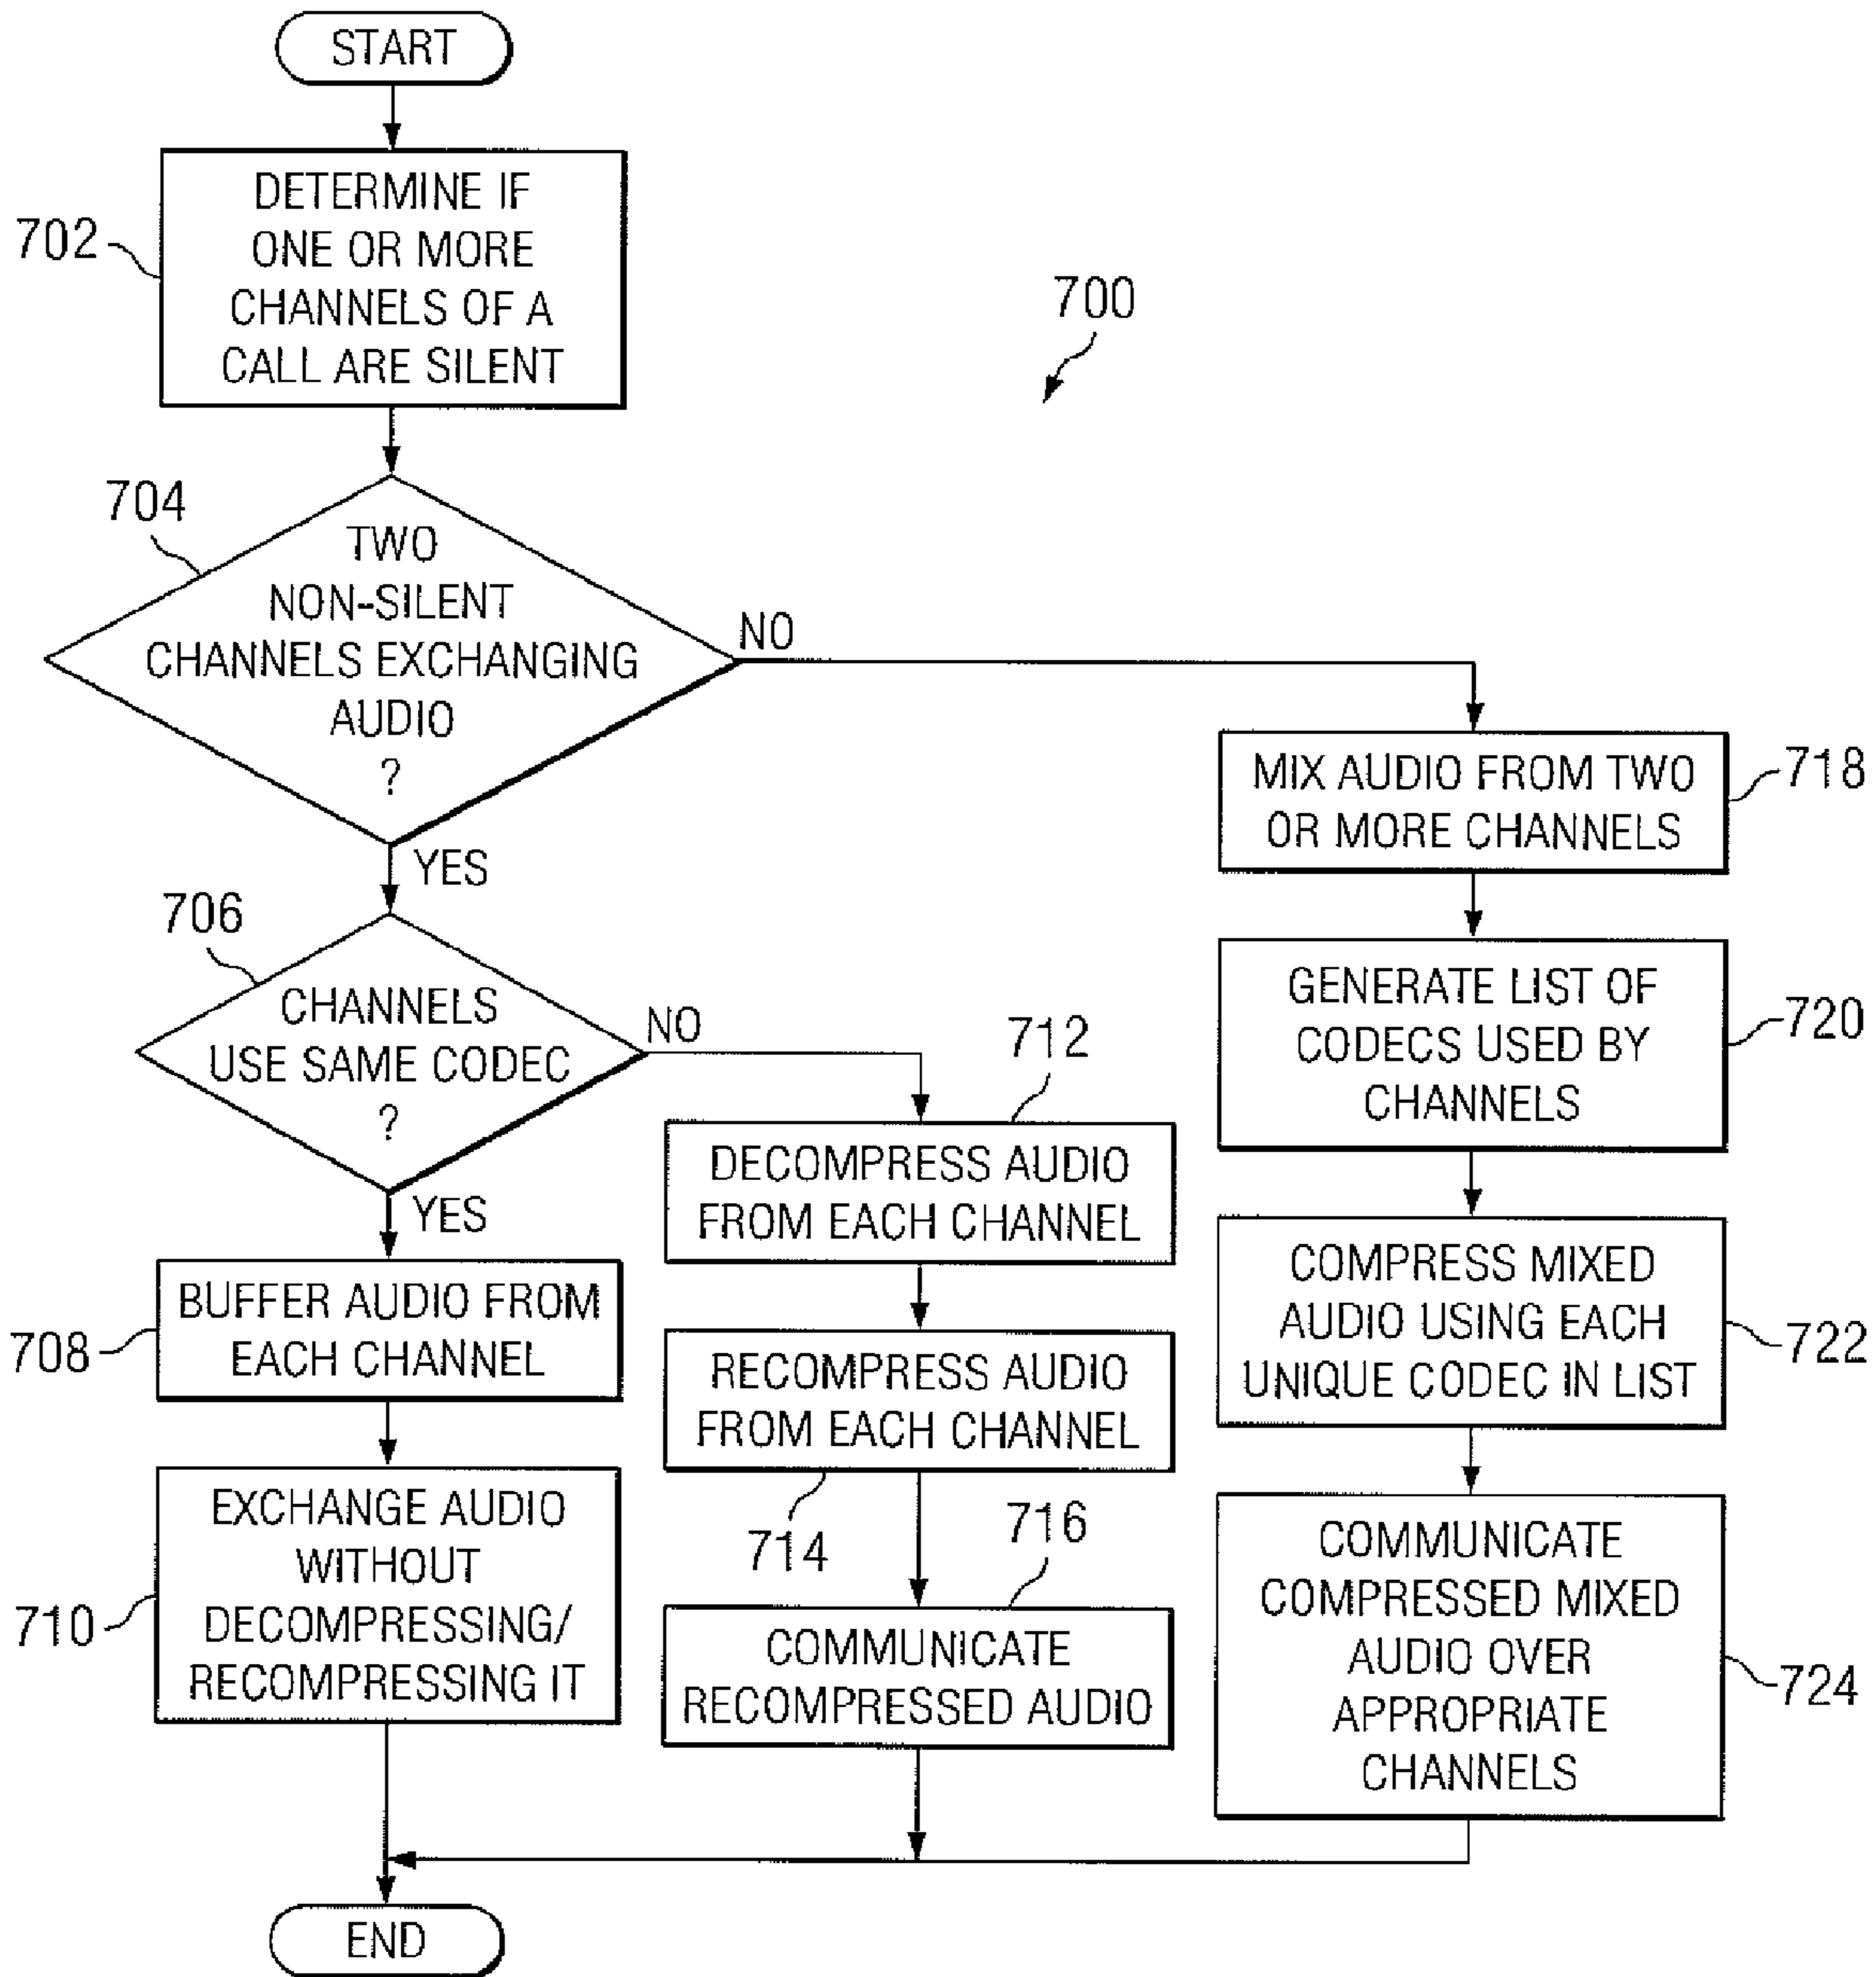 START
DETERMINE IF
ONE OR MORE
CHANNELS OF A
CALL ARE SILENT
702
700
704
TWO
NON-SILENT
CHANNELS EXCHANGING
AUDIO
?
NO
YES
706
CHANNELS
USE SAME CODEC
?
NO
YES
708
BUFFER AUDIO FROM
EACH CHANNEL
710
EXCHANGE AUDIO
WITHOUT
DECOMPRESSING/
RECOMPRESSING IT
712
DECOMPRESS AUDIO
FROM EACH CHANNEL
RECOMPRESS AUDIO
FROM EACH CHANNEL
714
716
COMMUNICATE
RECOMPRESSED AUDIO
MIX AUDIO FROM TWO
OR MORE CHANNELS
718
GENERATE LIST OF
CODECS USED BY
CHANNELS
720
COMPRESS MIXED
AUDIO USING EACH
UNIQUE CODEC IN LIST
722
COMMUNICATE
COMPRESSED MIXED
AUDIO OVER
APPROPRIATE
CHANNELS
724
END